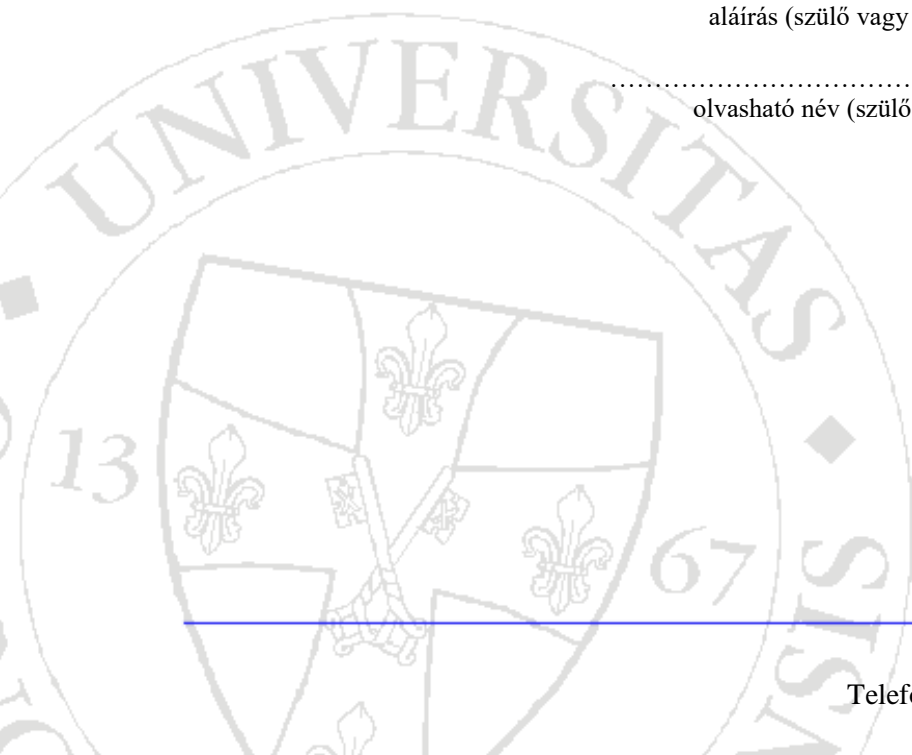 aláírás (szülő vagy
……………………………
olvasható név (szülő
UNIVERSITAS
13
67
Telef